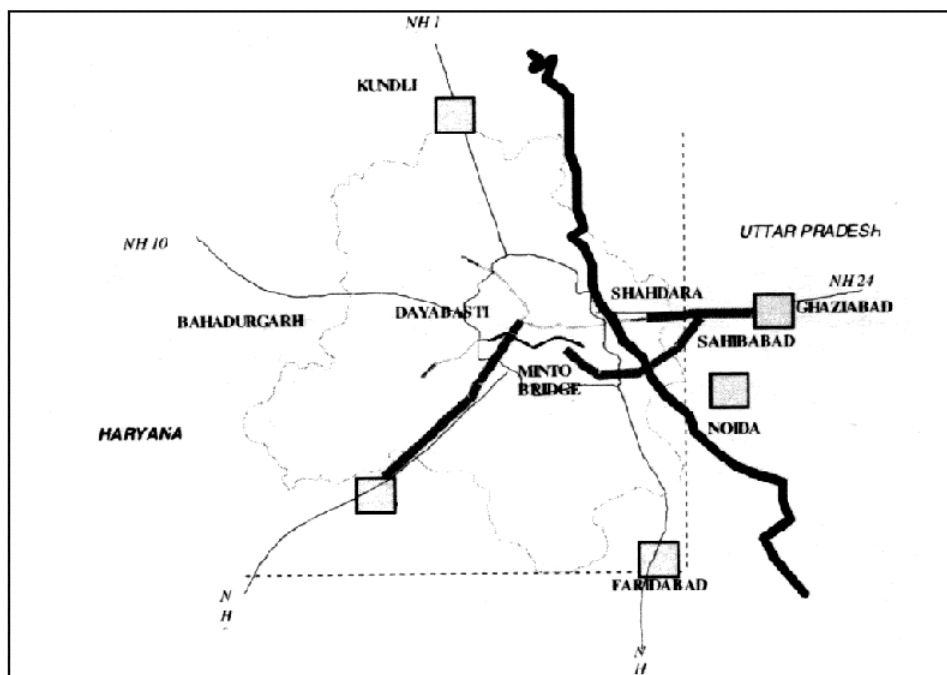 NH 1
KUNDLI
UTTAR PRADESH
NH 10
NH 24
SHAHDARA
GHAZIABAD
BAHADURGARH
DAYABASTI
SAHIBABAD
MINTO
BRIDGE
NOIDA
HARYANA
FARIDABAD
N
H
N
H